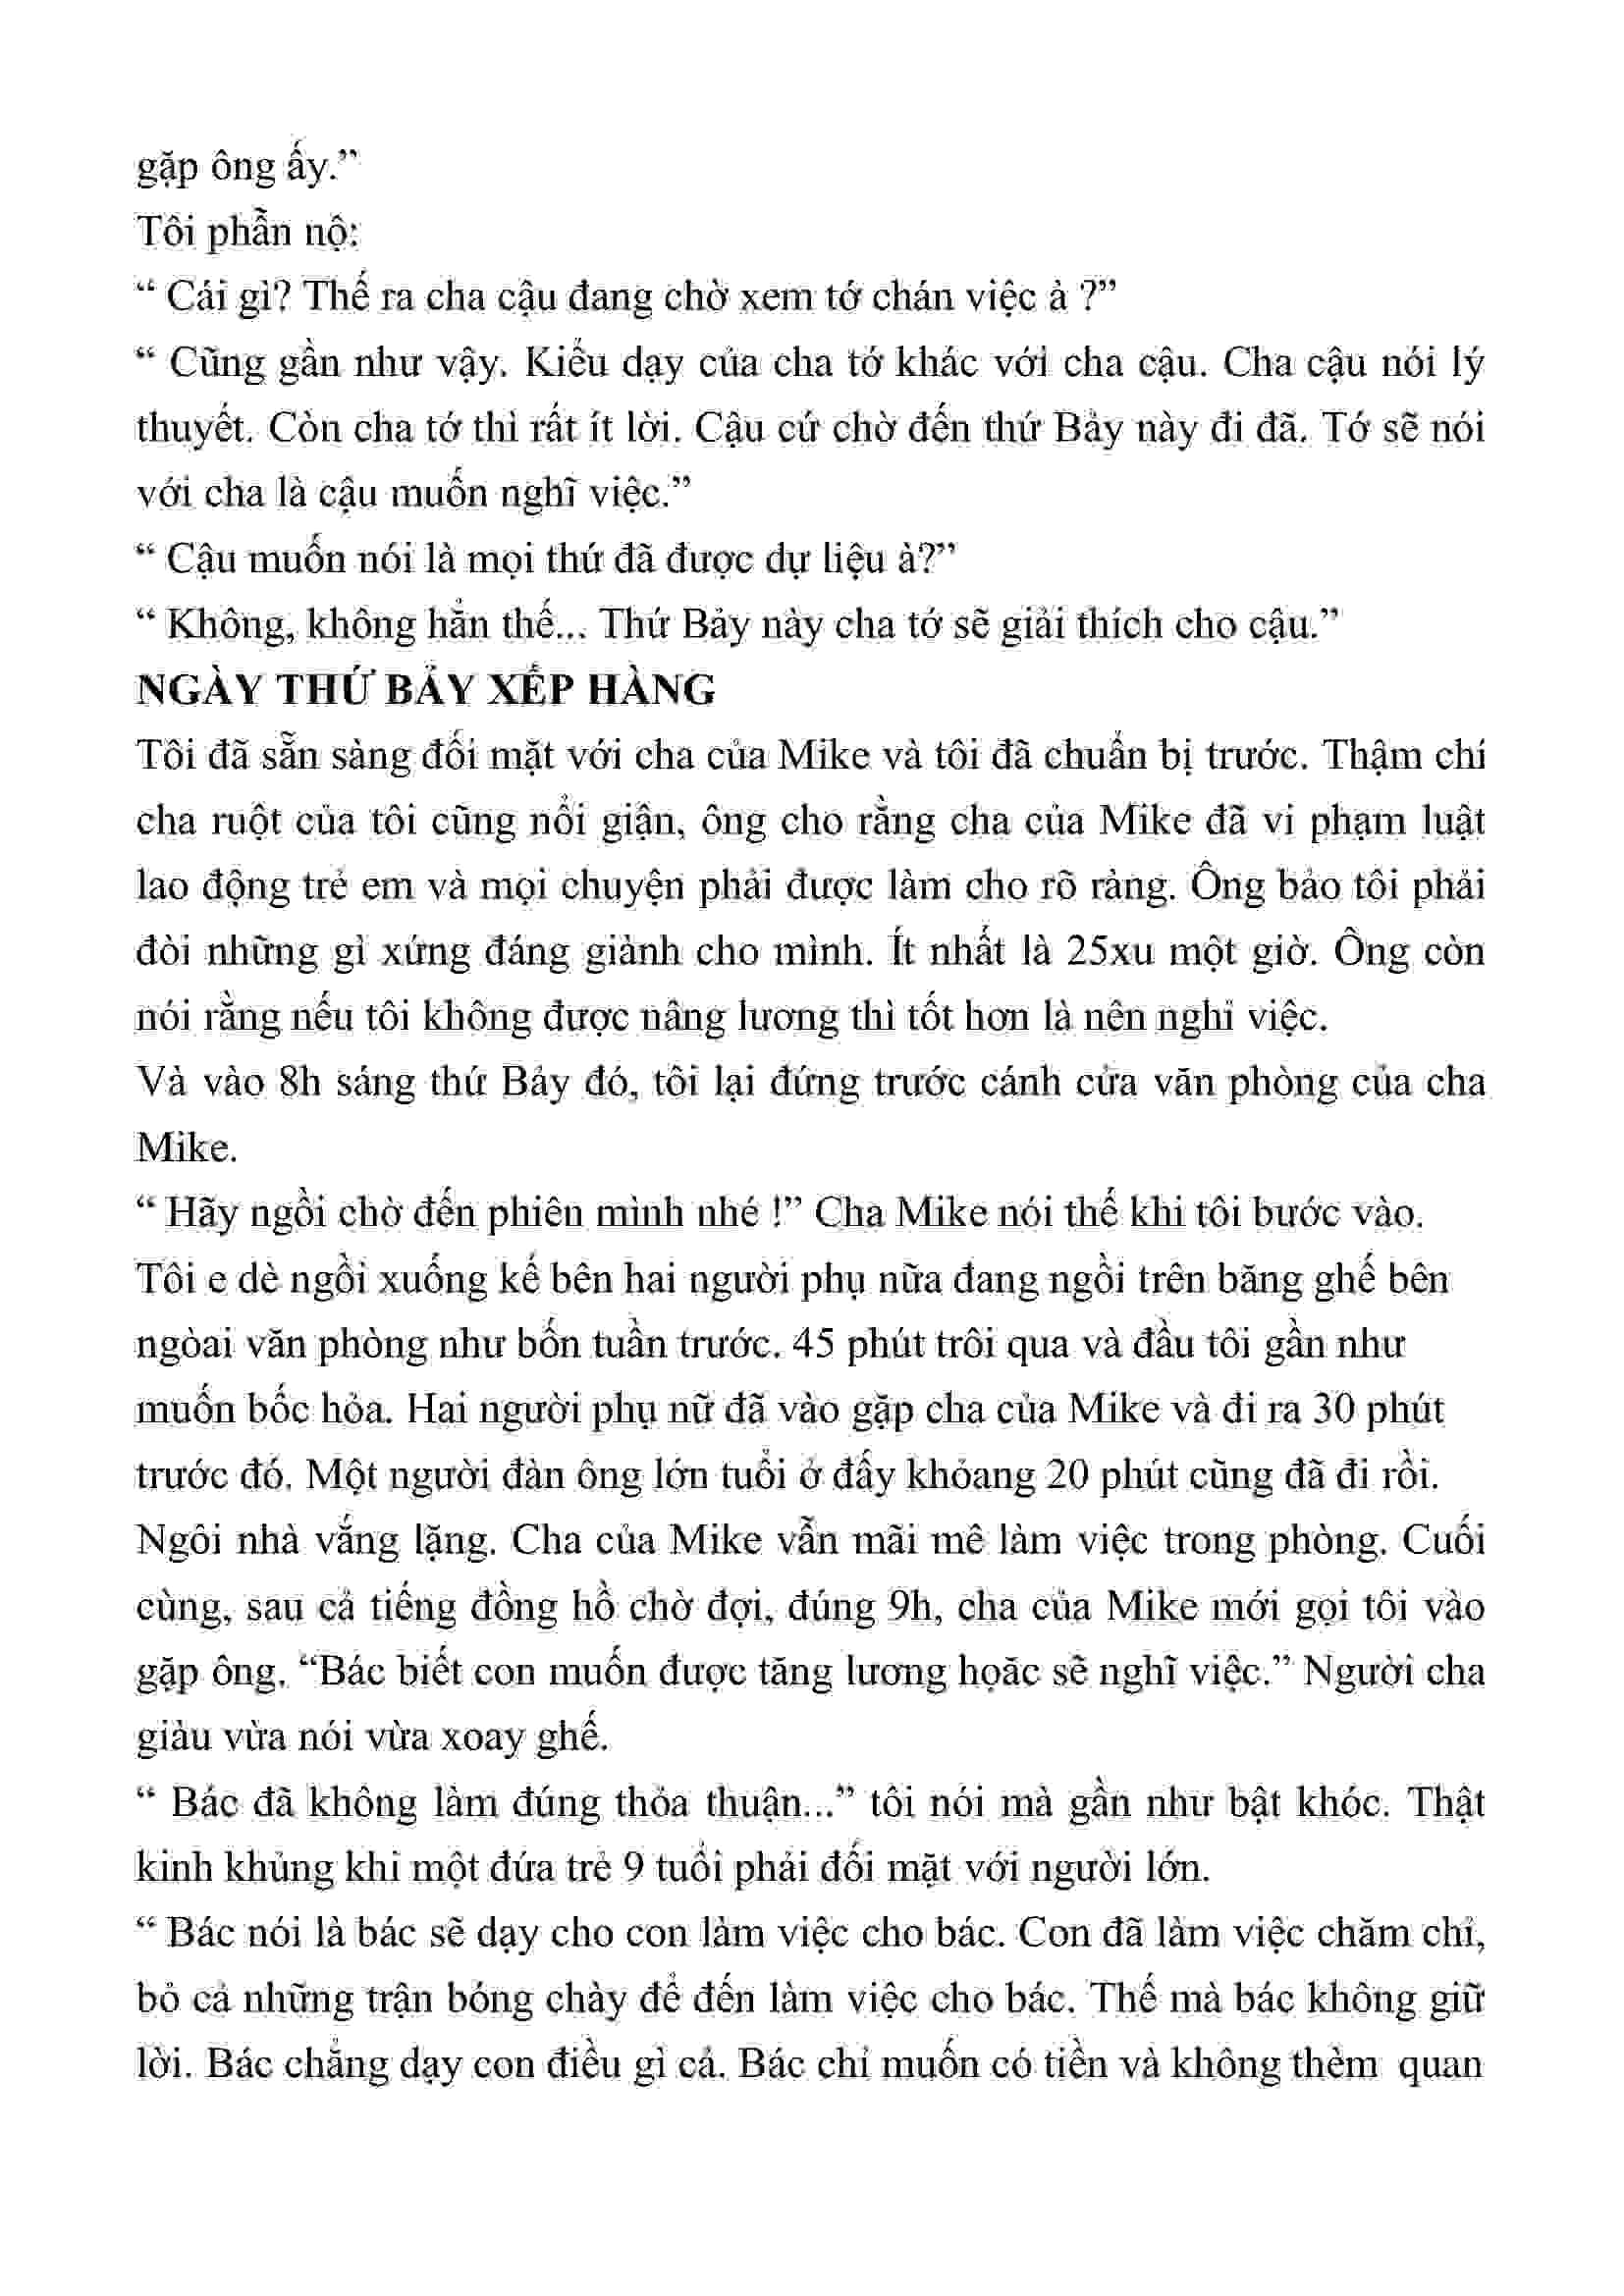 gặp ông ấy.”
Tôi phẫn nộ:
“ Cái gì? Thế ra cha cậu đang chờ xem tớ chán việc à ?”
“ Cũng gần như vậy. Kiểu dạy của cha tớ khác với cha cậu. Cha cậu nói lý
thuyết. Còn cha tớ thì rất ít lời. Cậu cứ chờ đến thứ Bảy này đi đã. Tớ sẽ nói
với cha là cậu muốn nghĩ việc.”
“ Cậu muốn nói là mọi thứ đã được dự liệu à?”
“ Không, không hẳn thế... Thứ Bảy này cha tớ sẽ giải thích cho cậu.”
NGÀY THỨ BẢY XẾP HÀNG
Tôi đã sẵn sàng đối mặt với cha của Mike và tôi đã chuẩn bị trước. Thậm chí
cha ruột của tôi cũng nổi giận, ông cho rằng cha của Mike đã vi phạm luật
lao động trẻ em và mọi chuyện phải được làm cho rõ ràng. Ông bảo tôi phải
đòi những gì xứng đáng giành cho mình. Ít nhất là 25xu một giờ. Ông còn
nói rằng nếu tôi không được nâng lương thì tốt hơn là nên nghỉ việc.
Và vào 8h sáng thứ Bảy đó, tôi lại đứng trước cánh cửa văn phòng của cha
Mike.
“ Hãy ngồi chờ đến phiên mình nhé !” Cha Mike nói thế khi tôi bước vào.
Tôi e dè ngồi xuống kế bên hai người phụ nữa đang ngồi trên băng ghế bên
ngòai văn phòng như bốn tuần trước. 45 phút trôi qua và đầu tôi gần như
muốn bốc hỏa. Hai người phụ nữ đã vào gặp cha của Mike và đi ra 30 phút
trước đó. Một người đàn ông lớn tuổi ở đấy khỏang 20 phút cũng đã đi rồi.
Ngôi nhà vắng lặng. Cha của Mike vẫn mãi mê làm việc trong phòng. Cuối
cùng, sau cả tiếng đồng hồ chờ đợi, đúng 9h, cha của Mike mới gọi tôi vào
gặp ông. “Bác biết con muốn được tăng lương họăc sẽ nghĩ việc.” Người cha
giàu vừa nói vừa xoay ghế.
“ Bác đã không làm đúng thỏa thuận...” tôi nói mà gần như bật khóc. Thật
kinh khủng khi một đứa trẻ 9 tuổi phải đối mặt với người lớn.
“ Bác nói là bác sẽ dạy cho con làm việc cho bác. Con đã làm việc chăm chỉ,
bỏ cả những trận bóng chày để đến làm việc cho bác. Thế mà bác không giữ
lời. Bác chẳng dạy con điều gì cả. Bác chỉ muốn có tiền và không thèm quan